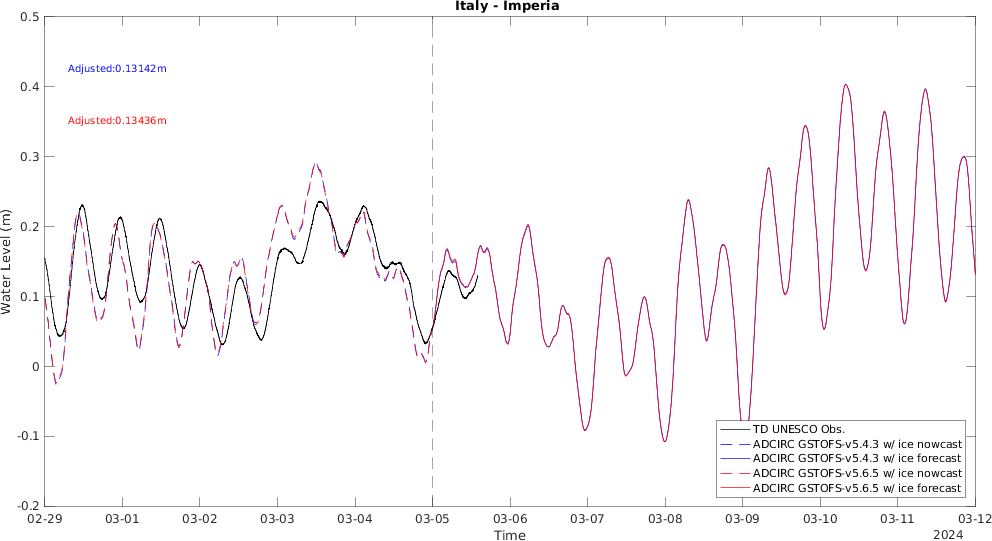 Italy - Imperia
0.5
0.4
0.3
0.2
0.1
0
-0.1
-0.2
Water Level (m)
Adjusted:0.13142m
Adjusted:0.13436m
TD UNESCO Obs.
ADCIRC GSTOFS-v5.4.3 w/ ice nowcast
ADCIRC GSTOFS-v5.4.3 w/ ice forecast
ADCIRC GSTOFS-v5.6.5 w/ ice nowcast
ADCIRC GSTOFS-v5.6.5 w/ ice forecast
02-29 03-01 03-02 03-03 03-04 03-05 03-06 03-07 03-08 03-09 03-10 03-11 03-12
Time
2024